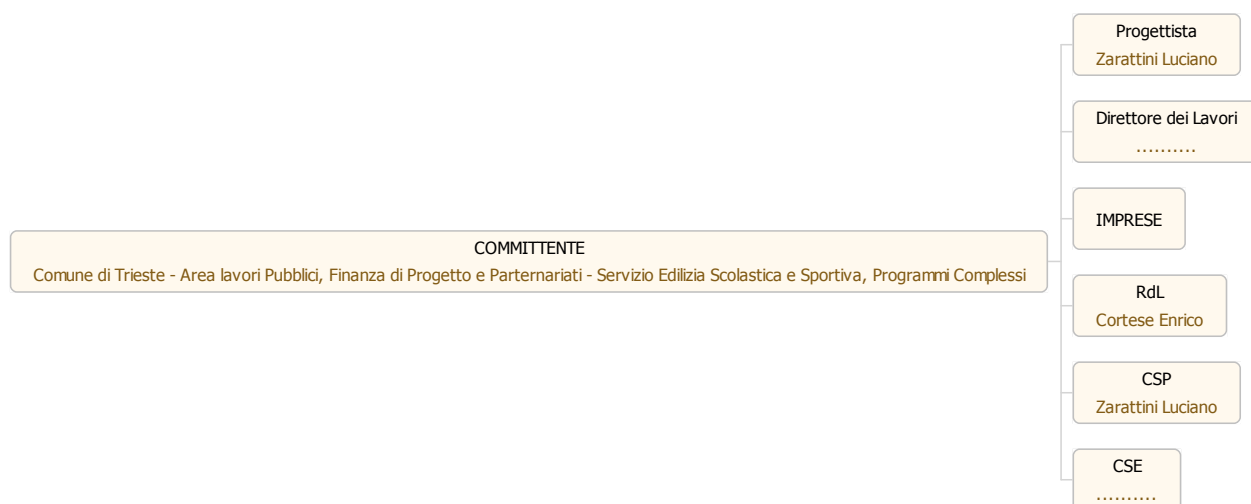 Progettista
Zarattini Luciano
Direttore dei Lavori
..........
IMPRESE
COMMITTENTE
Comune di Trieste - Area lavori Pubblici, Finanza di Progetto e Parternariati - Servizio Edilizia Scolastica e Sportiva, Programmi Complessi
RdL
Cortese Enrico
CSP
Zarattini Luciano
CSE
..........